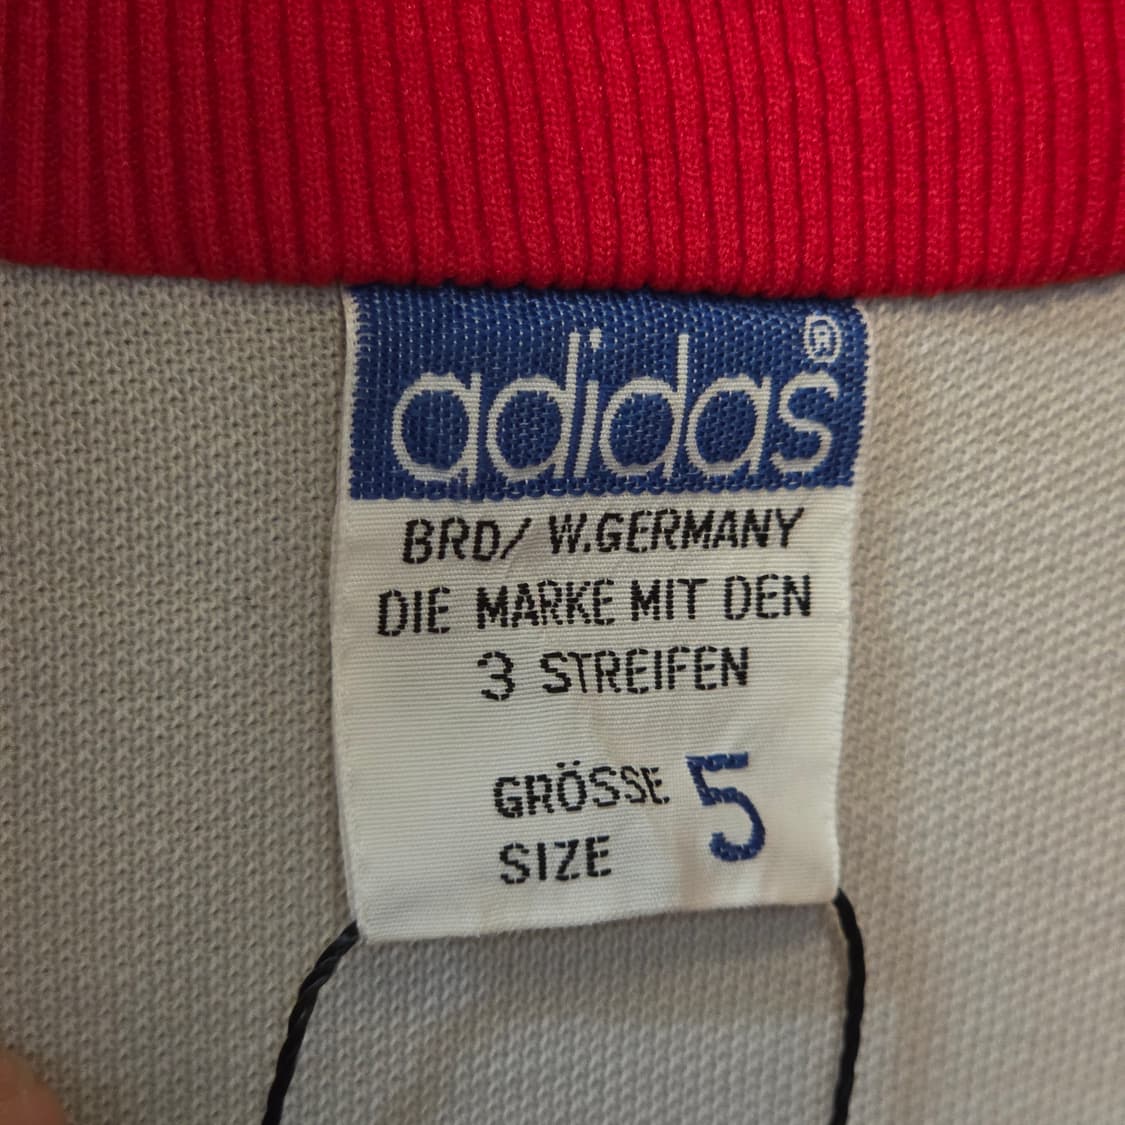 adidas®
BRD/ W.GERMANY
DIE MARKE MIT DEN
3 STREIFEN
GRÖSSE 5
SIZE